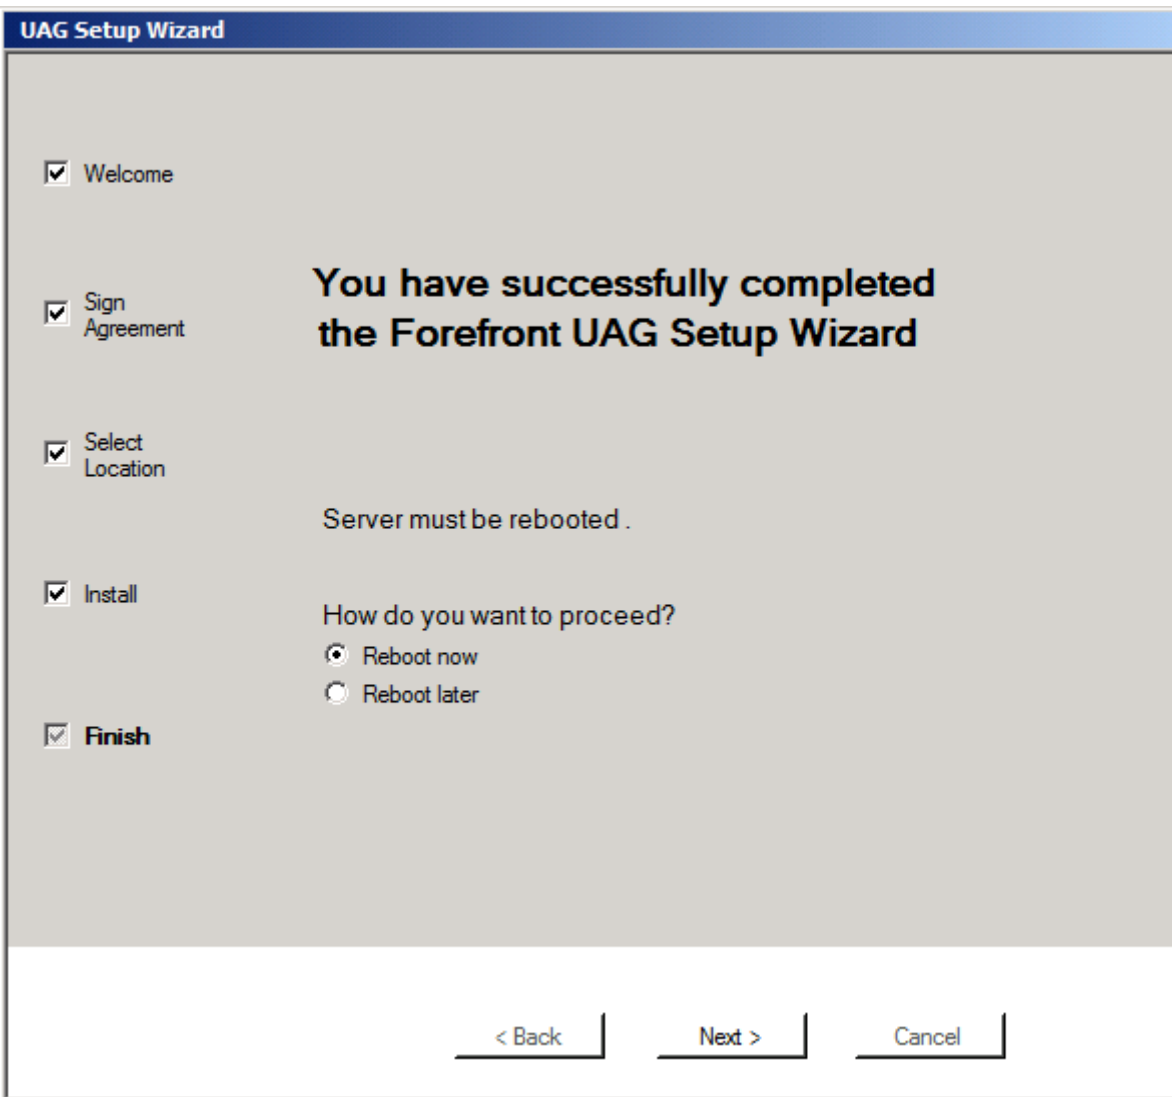 UAG Setup Wizard
Welcome
Sign
Agreement
Select
Location
Install
Finish
You have successfully completed
the Forefront UAG Setup Wizard
Server must be rebooted .
How do you want to proceed?
Reboot now
Reboot later
< Back
Next >
Cancel